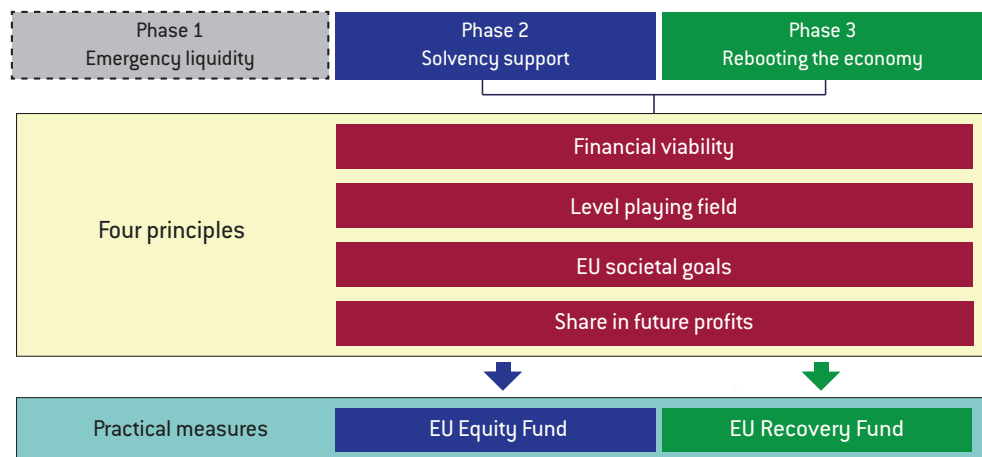 Phase 1
Emergency liquidity
Phase 2
Solvency support
Phase 3
Rebooting the economy
Four principles
Financial viability
Level playing field
EU societal goals
Share in future profits
Practical measures
EU Equity Fund
EU Recovery Fund